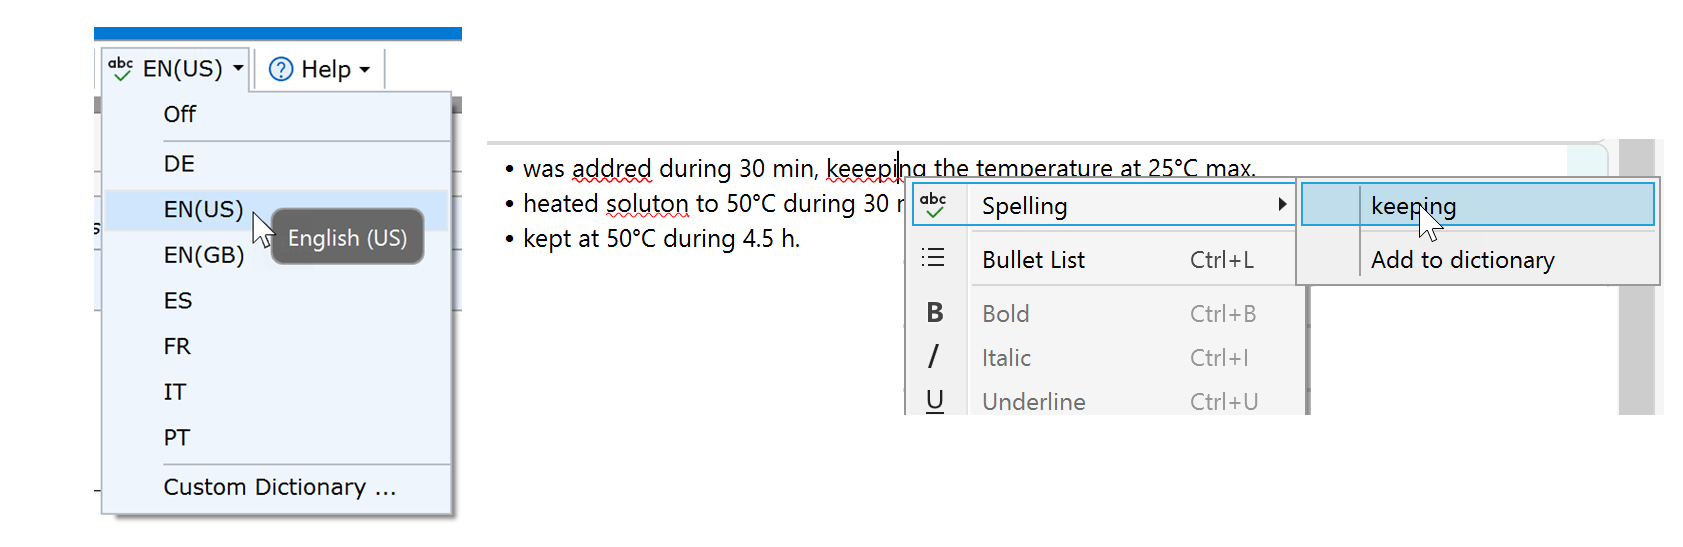 abc EN(US) Help
Off
DE
EN(US)
English (US)
EN(GB)
ES
FR
IT
PT
Custom Dictionary ...
• was addred during 30 min, keeeping the temperature at 25°C max.
• heated soluton to 50°C during 30
• kept at 50°C during 4.5 h.
abc Spelling
Bullet List Ctrl+L
B Bold Ctrl+B
I Italic Ctrl+I
U Underline Ctrl+U
keeping
Add to dictionary